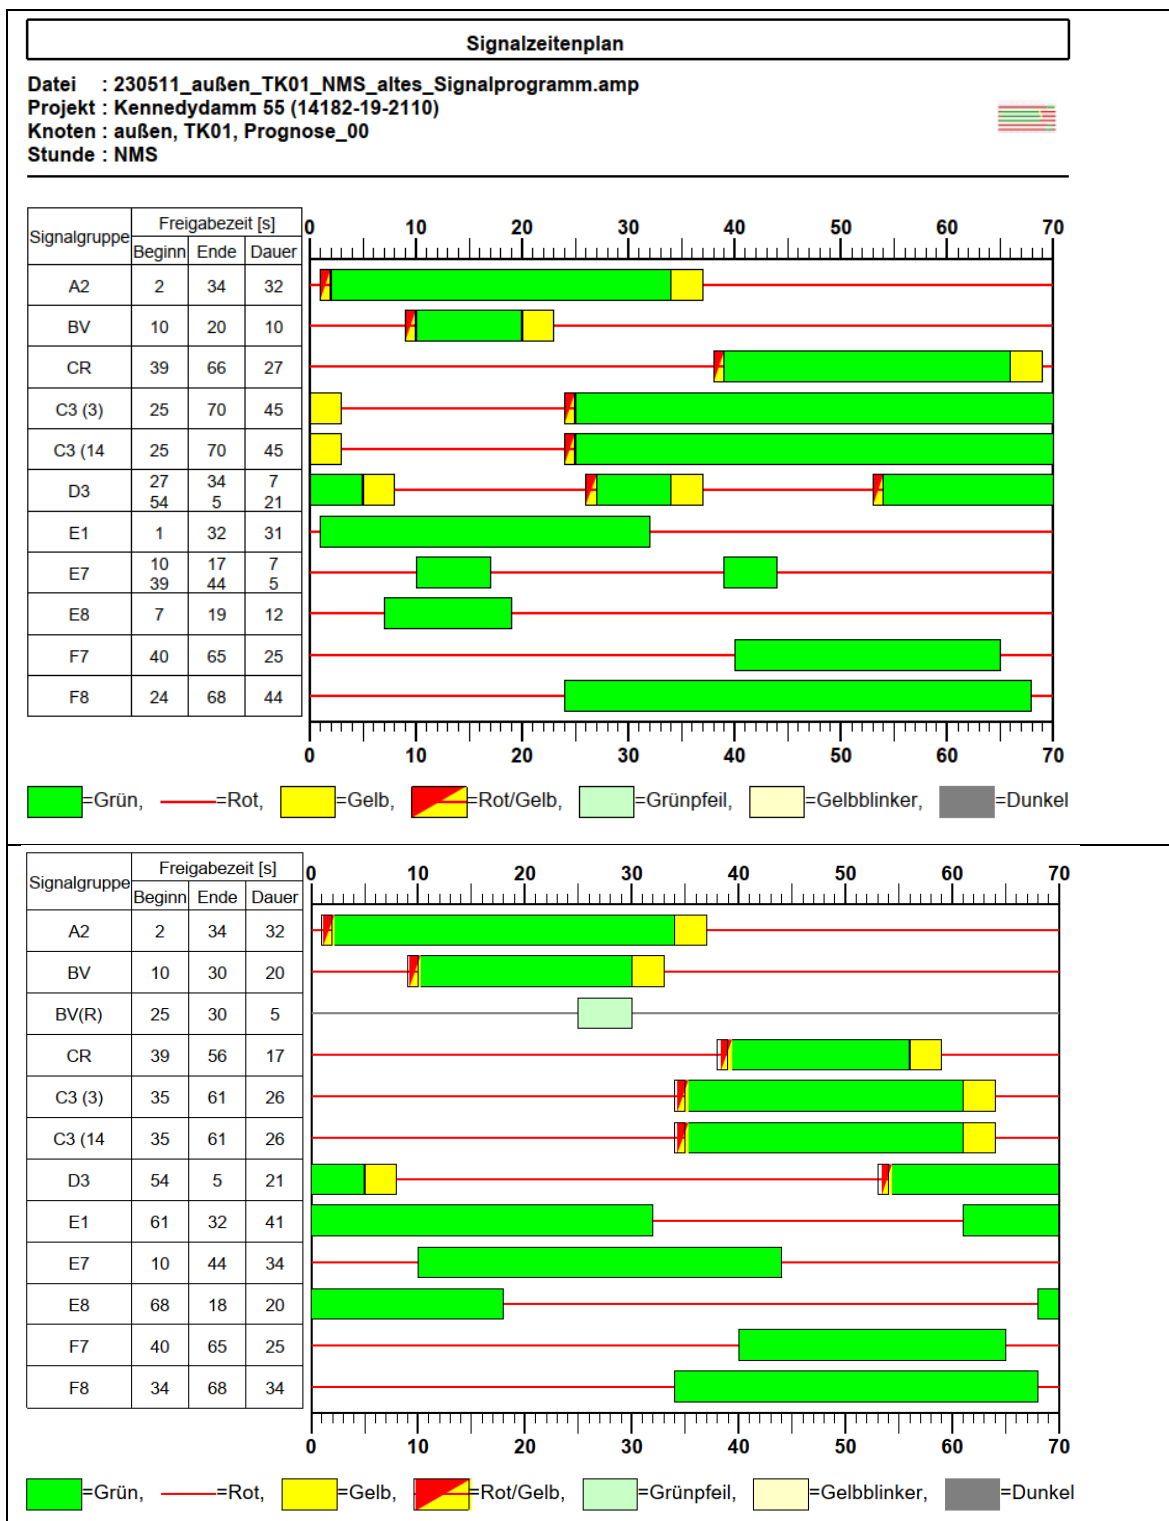 Signalzeitenplan
Datei : 230511_außen_TK01_NMS_altes_Signalprogramm.amp
Projekt : Kennedydamm 55 (14182-19-2110)
Knoten : außen, TK01, Prognose_00
Stunde : NMS
Signalgruppe Freigabezeit [s]
Beginn Ende Dauer
0 10 20 30 40 50 60 70
A2 2 34 32
BV 10 20 10
CR 39 66 27
C3 (3) 25 70 45
C3 (14 25 70 45
D3 27 34 7
54 5 21
E1 1 32 31
E7 10 17 7
39 44 5
E8 7 19 12
F7 40 65 25
F8 24 68 44
0 10 20 30 40 50 60 70
=Grün, =Rot, =Gelb, =Rot/Gelb, =Grünpfeil, =Gelbblinker, =Dunkel
Signalgruppe Freigabezeit [s]
Beginn Ende Dauer
0 10 20 30 40 50 60 70
A2 2 34 32
BV 10 30 20
BV(R) 25 30 5
CR 39 56 17
C3 (3) 35 61 26
C3 (14 35 61 26
D3 54 5 21
E1 61 32 41
E7 10 44 34
E8 68 18 20
F7 40 65 25
F8 34 68 34
0 10 20 30 40 50 60 70
=Grün, =Rot, =Gelb, =Rot/Gelb, =Grünpfeil, =Gelbblinker, =Dunkel